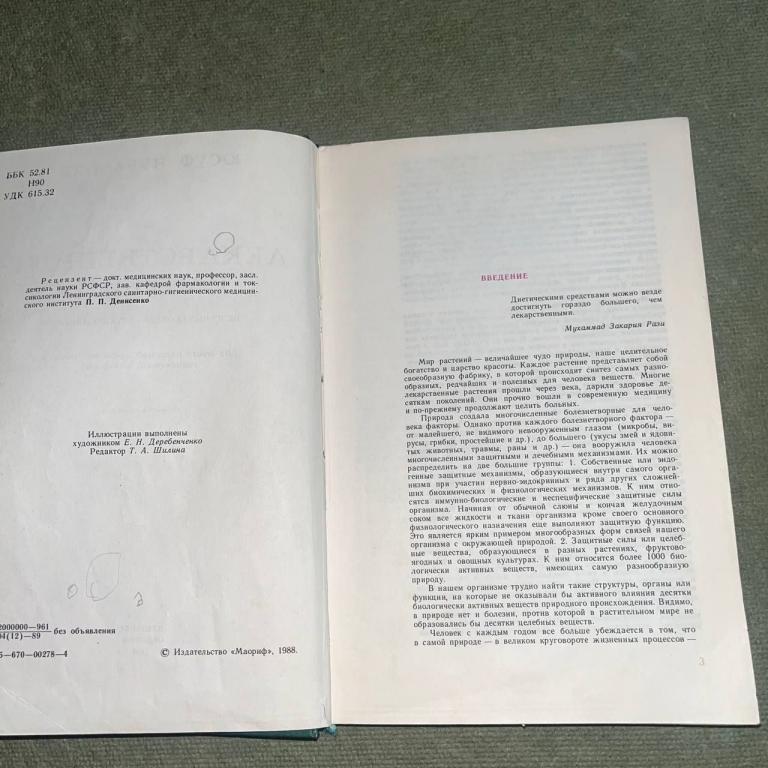 ББК 52.81
Н90
УДК 615.32
Рецензент — докт. медицинских наук, профессор, засл.
деятель науки РСФСР, зав. кафедрой фармакологии и ток-
сикологии Ленинградского санитарно-гигиенического медицин-
ского института П. П. Денисенко
Иллюстрации выполнены
художником Е. Н. Деребенченко
Редактор Т. А. Шилина
2000000—961
04(12)—89 без объявления
5—670—00278—4
© Издательство «Маориф», 1988.
ВВЕДЕНИЕ
Диетическими средствами можно везде
достигнуть гораздо большего, чем
лекарственными.
Мухаммад Закария Рази
Мир растений — величайшее чудо природы, наше целительное
богатство и царство красоты. Каждое растение представляет собой
своеобразную фабрику, в которой происходит синтез самых разно-
образных, редчайших и полезных для человека веществ. Многие
лекарственные растения прошли через века, дарили здоровье де-
сяткам поколений. Они прочно вошли в современную медицину
и по-прежнему продолжают целить больных.
Природа создала многочисленные болезнетворные для чело-
века факторы. Однако против каждого болезнетворного фактора —
от малейшего, не видимого невооруженным глазом (микробы, ви-
русы, грибки, простейшие и др.), до большего (укусы змей и ядови-
тых животных, травмы, раны и др.) — она вооружила человека
многочисленными защитными и лечебными механизмами. Их можно
распределить на две большие группы: 1. Собственные или эндо-
генные защитные механизмы, образующиеся внутри самого орга-
низма при участии нервно-эндокринных и ряда других сложней-
ших биохимических и физиологических механизмов. К ним отно-
сятся иммунно-биологические и неспецифические защитные силы
организма. Начиная от обычной слюны и кончая желудочным
соком все жидкости и ткани организма кроме своего основного
физиологического назначения еще выполняют защитную функцию.
Это является ярким примером многообразных форм связей нашего
организма с окружающей природой. 2. Защитные силы или целеб-
ные вещества, образующиеся в разных растениях, фруктово-
ягодных и овощных культурах. К ним относится более 1000 био-
логически активных веществ, имеющих самую разнообразную
природу.
В нашем организме трудно найти такие структуры, органы или
функции, на которые не оказывали бы активного влияния десятки
биологически активных веществ природного происхождения. Видимо,
в природе нет и болезни, против которой в растительном мире не
образовались бы десятки целебных веществ.
Человек с каждым годом все больше убеждается в том, что
в самой природе — в великом круговороте жизненных процессов —
3